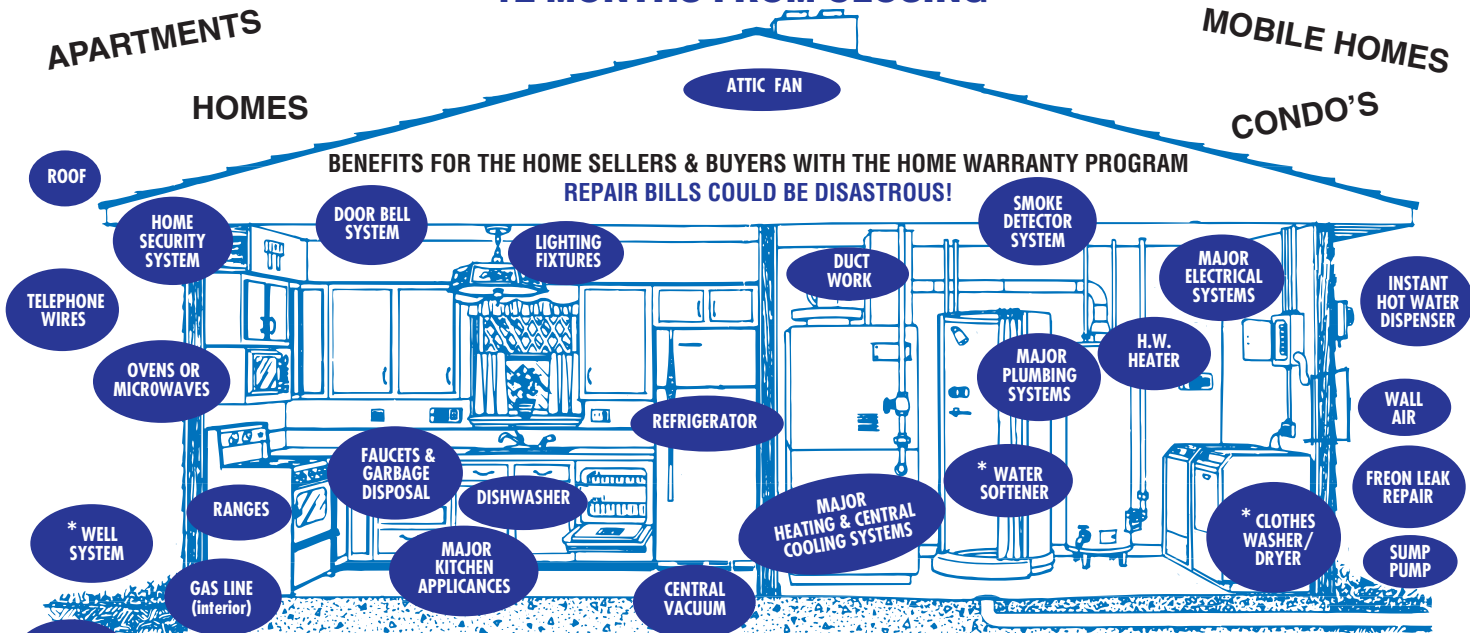 12 MONTHS FROM CLOSING
APARTMENTS
MOBILE HOMES
HOMES
CONDO'S
ATTIC FAN
BENEFITS FOR THE HOME SELLERS & BUYERS WITH THE HOME WARRANTY PROGRAM
REPAIR BILLS COULD BE DISASTROUS!
ROOF
HOME
SECURITY
SYSTEM
DOOR BELL
SYSTEM
LIGHTING
FIXTURES
DUCT
WORK
SMOKE
DETECTOR
SYSTEM
MAJOR
ELECTRICAL
SYSTEMS
INSTANT
HOT WATER
DISPENSER
TELEPHONE
WIRES
OVENS OR
MICROWAVES
REFRIGERATOR
MAJOR
PLUMBING
SYSTEMS
H.W.
HEATER
WALL
AIR
FAUCETS &
GARBAGE
DISPOSAL
DISHWASHER
RANGES
* WELL
SYSTEM
GAS LINE
(interior)
MAJOR
KITCHEN
APPLICANCES
CENTRAL
VACUUM
MAJOR
HEATING & CENTRAL
COOLING SYSTEMS
* WATER
SOFTENER
* CLOTHES
WASHER/
DRYER
FREON LEAK
REPAIR
SUMP
PUMP